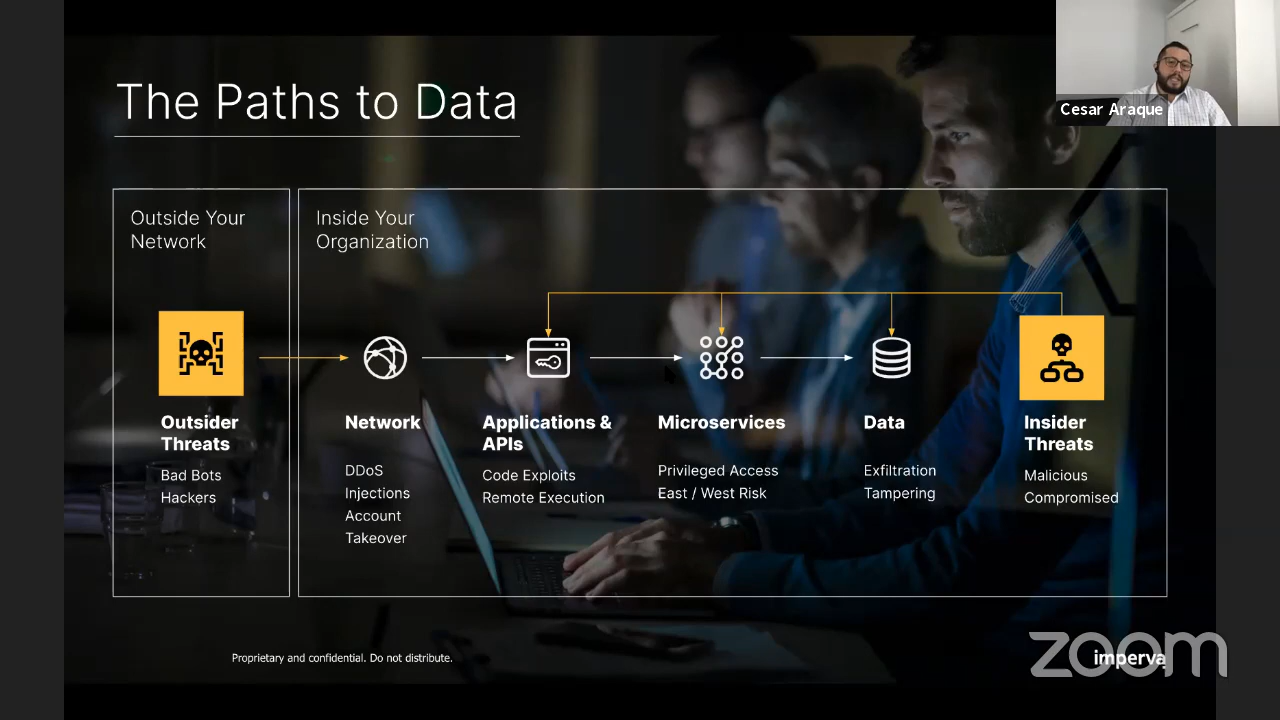 The Paths to Data
Cesar Araque
Outside Your
Network
Inside Your
Organization
Outsider
Threats
Bad Bots
Hackers
Network
DDoS
Injections
Account
Takeover
Applications &
APIs
Code Exploits
Remote Execution
Microservices
Privileged Access
East / West Risk
Data
Exfiltration
Tampering
Insider
Threats
Malicious
Compromised
Proprietary and confidential. Do not distribute.
imperva
zoom